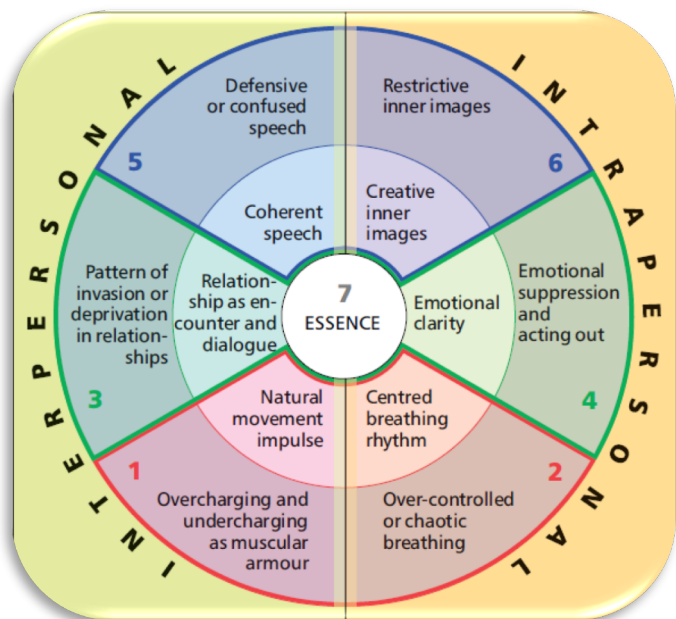 INTERPERSONAL
INTRAPERSONAL
Defensive
or confused
speech
5
Restrictive
inner images
6
Coherent
speech
Creative
inner
images
Pattern of
invasion or
deprivation
in relation-
ships
3
Relation-
ship as en-
counter and
dialogue
7
ESSENCE
Emotional
clarity
Emotional
suppression
and
acting out
4
Natural
movement
impulse
Centred
breathing
rhythm
1
Overcharging and
undercharging
as muscular
armour
2
Over-controlled
or chaotic
breathing